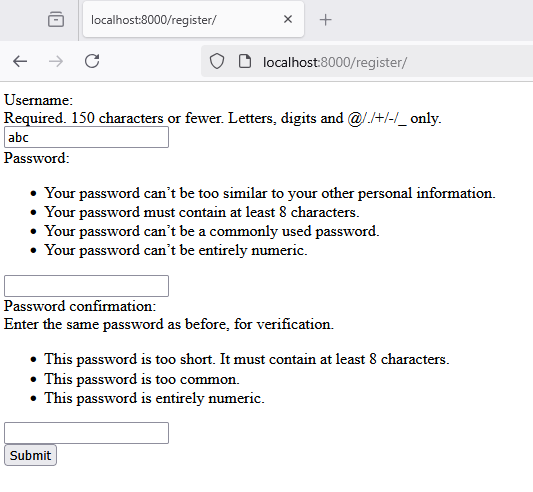 localhost:8000/register/
localhost:8000/register/
Username:
Required. 150 characters or fewer. Letters, digits and @/./+/-/_ only.
abc
Password:
Your password can’t be too similar to your other personal information.
Your password must contain at least 8 characters.
Your password can’t be a commonly used password.
Your password can’t be entirely numeric.
Password confirmation:
Enter the same password as before, for verification.
This password is too short. It must contain at least 8 characters.
This password is too common.
This password is entirely numeric.
Submit